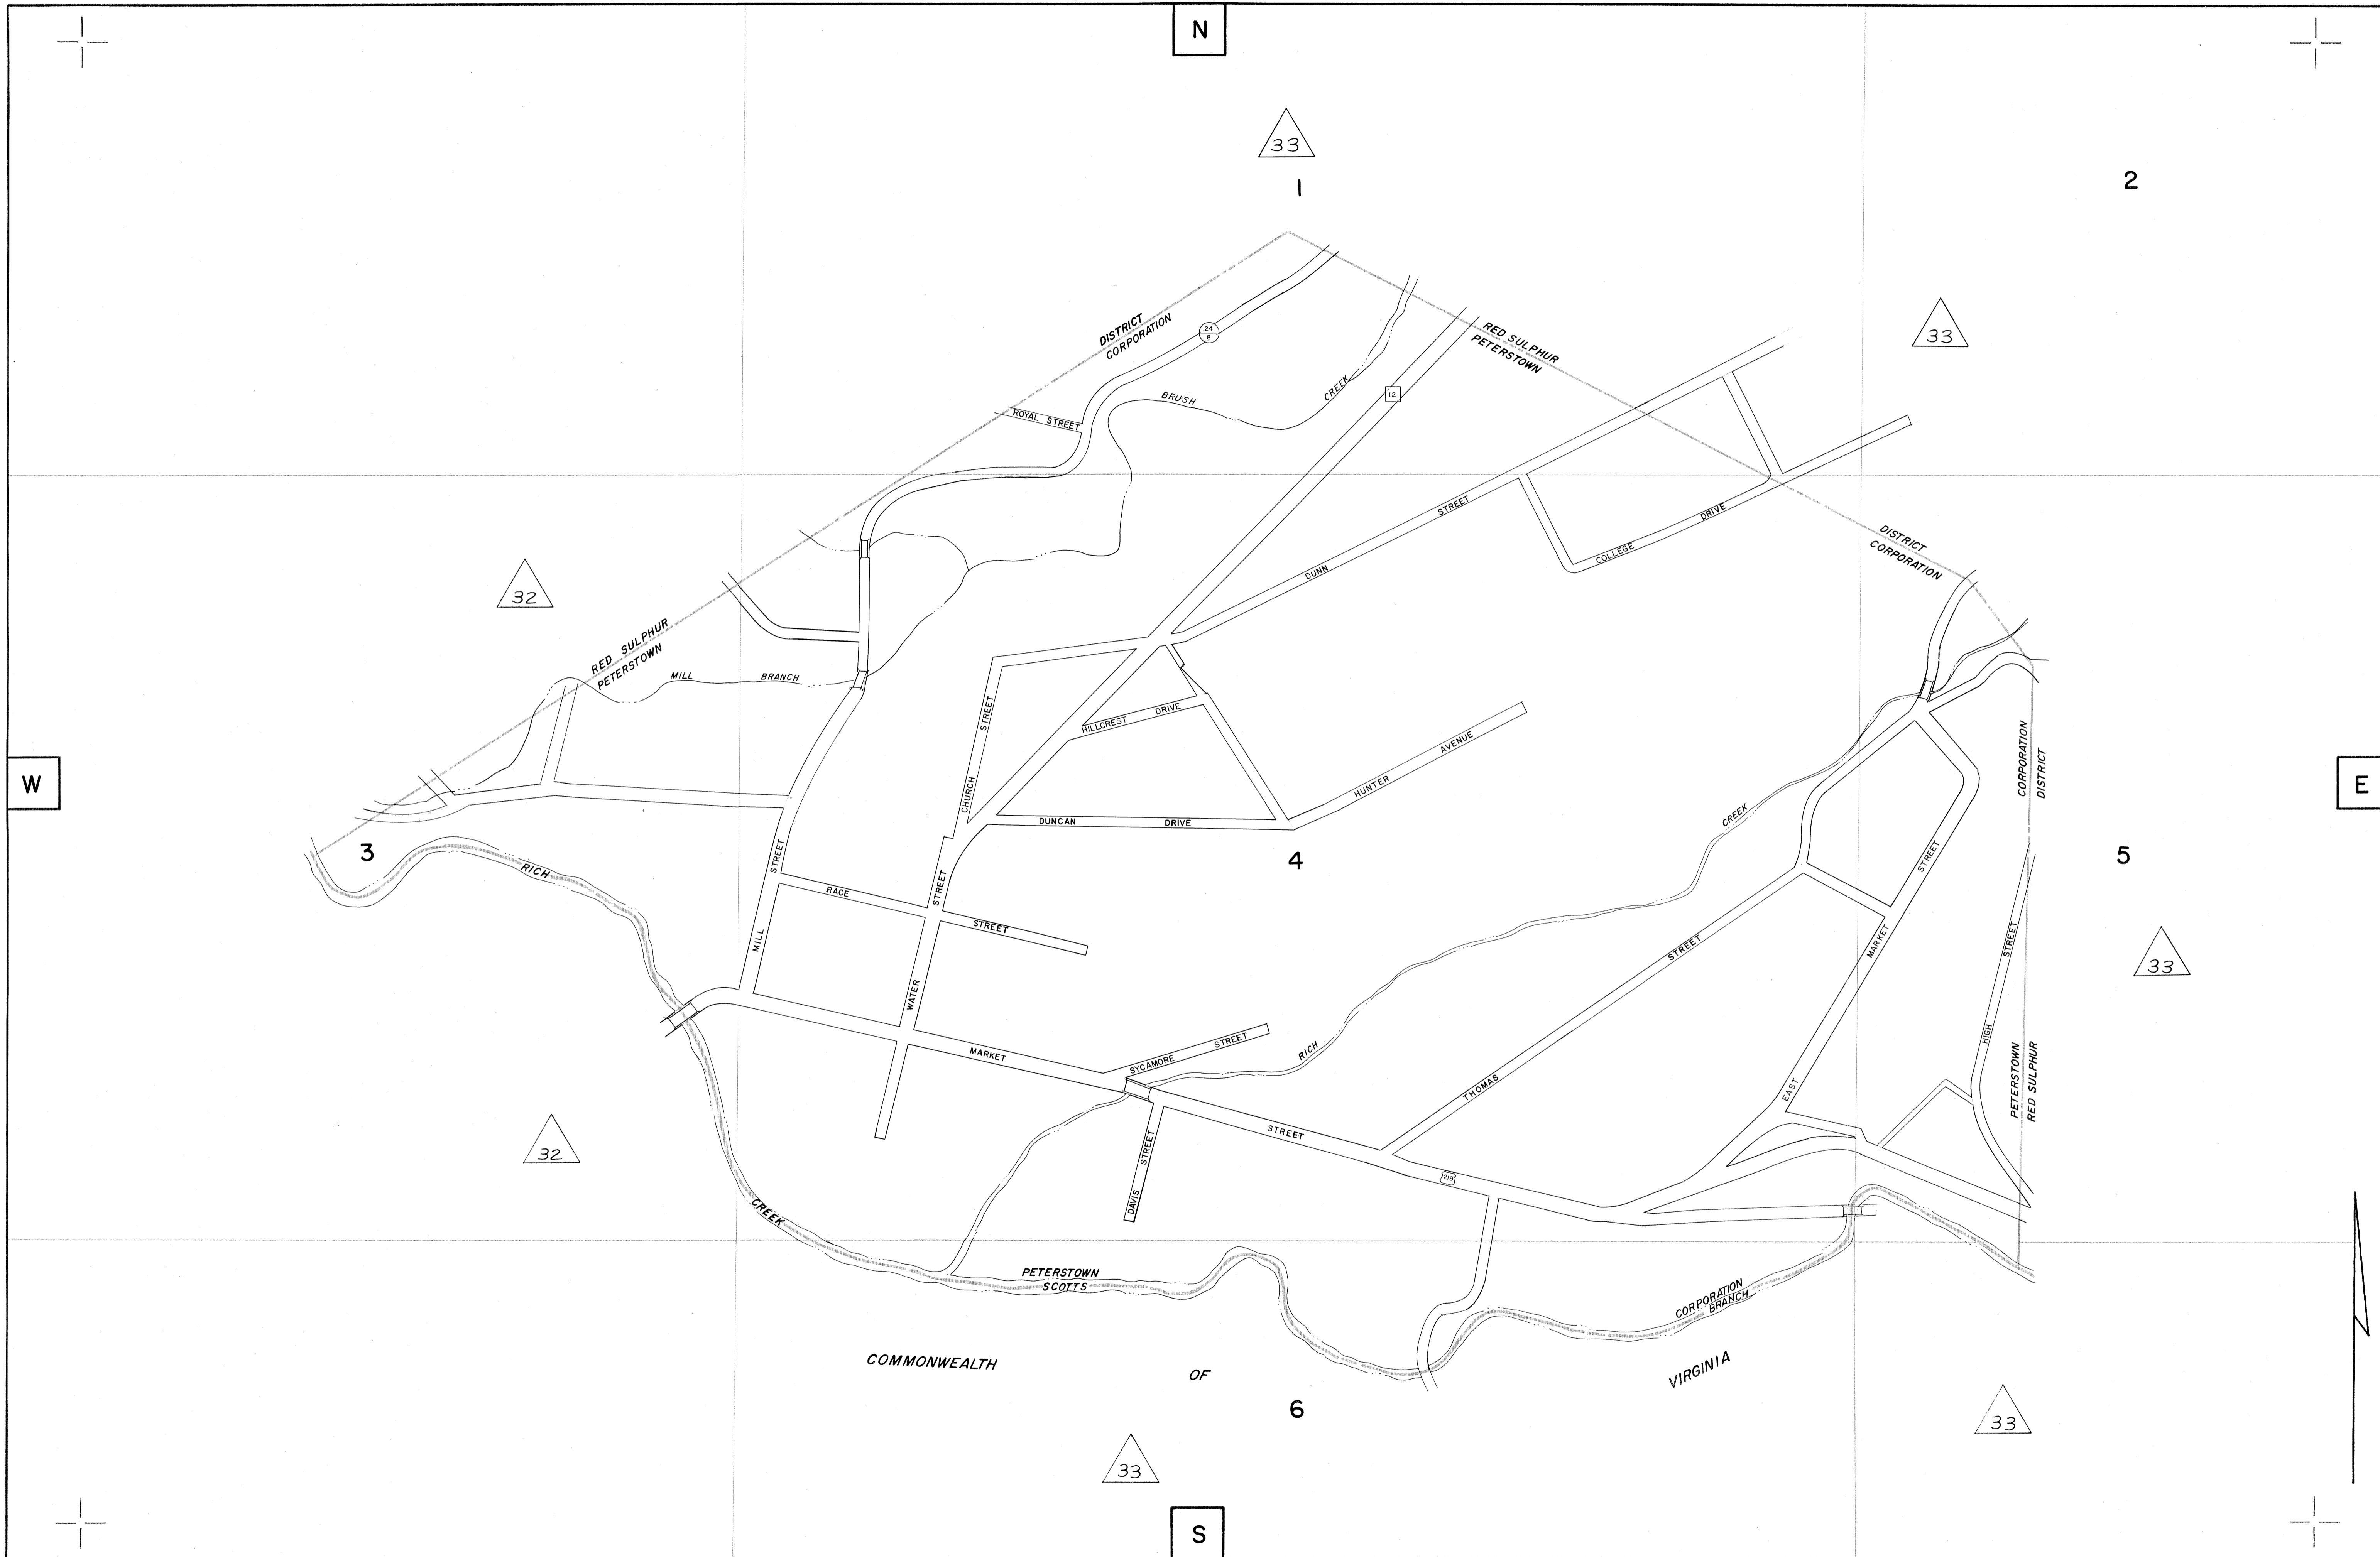 N
33
1
2
DISTRICT
CORPORATION
24
8
RED SULPHUR
PETERSTOWN
33
ROYAL STREET
BRUSH CREEK
12
DUNN STREET
COLLEGE DRIVE
DISTRICT
CORPORATION
32
RED SULPHUR
PETERSTOWN
MILL BRANCH
CHURCH STREET
HILLCREST DRIVE
HUNTER AVENUE
DUNCAN DRIVE
W
E
CORPORATION
DISTRICT
3
4
5
RICH CREEK
MILL STREET
RACE STREET
WATER STREET
RICH CREEK
THOMAS STREET
EAST MARKET STREET
HIGH STREET
33
MARKET STREET
SYCAMORE STREET
DAVIS STREET
219
PETERSTOWN
RED SULPHUR
32
PETERSTOWN CORPORATION
SCOTTS BRANCH
COMMONWEALTH OF VIRGINIA
6
33
33
S